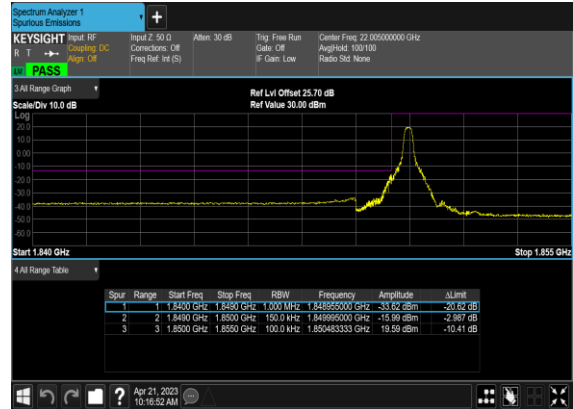 Spectrum Analyzer 1
Spurious Emissions
KEYSIGHT Input: RF Input Z: 50 Ω Atten: 30 dB Trig: Free Run Center Freq: 22.005000000 GHz
R T Coupling: DC Corrections: Off Gate: Off Avg|Hold: 100/100
Align: Off Freq Ref: Int (S) IF Gain: Low Radio Std: None
PASS
3 All Range Graph
Ref Lvl Offset 25.70 dB
Scale/Div 10.0 dB Ref Value 30.00 dBm
Log
20.0
10.0
0.00
-10.0
-20.0
-30.0
-40.0
-50.0
-60.0
Start 1.840 GHz Stop 1.855 GHz
4 All Range Table
Spur Range Start Freq Stop Freq RBW Frequency Amplitude ΔLimit
1 1 1.8400 GHz 1.8490 GHz 1.000 MHz 1.848955000 GHz -33.62 dBm -20.62 dB
2 2 1.8490 GHz 1.8500 GHz 150.0 kHz 1.849995000 GHz -15.99 dBm -2.987 dB
3 3 1.8500 GHz 1.8550 GHz 100.0 kHz 1.850483333 GHz 19.59 dBm -10.41 dB
? Apr 21, 2023
10:16:52 AM